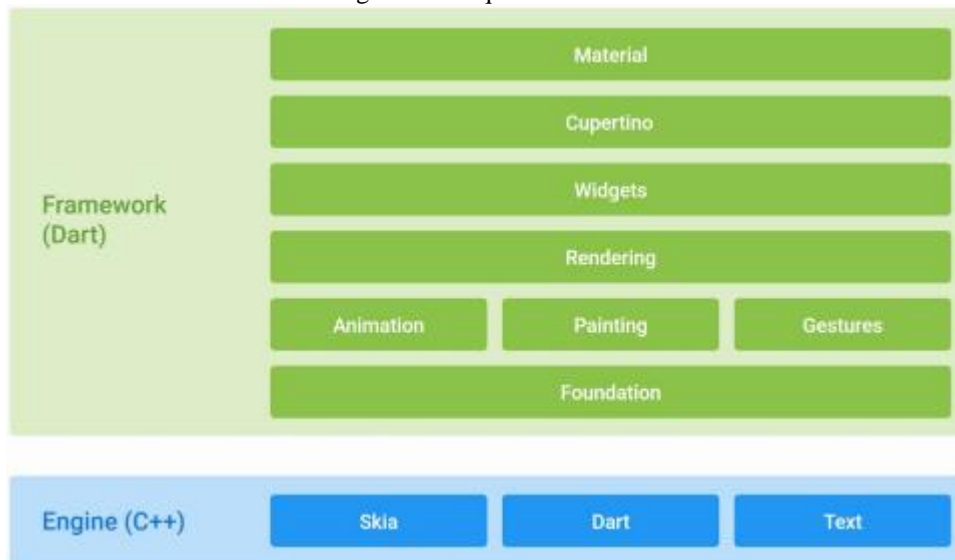 Material
Cupertino
Widgets
Framework
(Dart)
Rendering
Animation Painting Gestures
Foundation
Engine (C++) Skia Dart Text